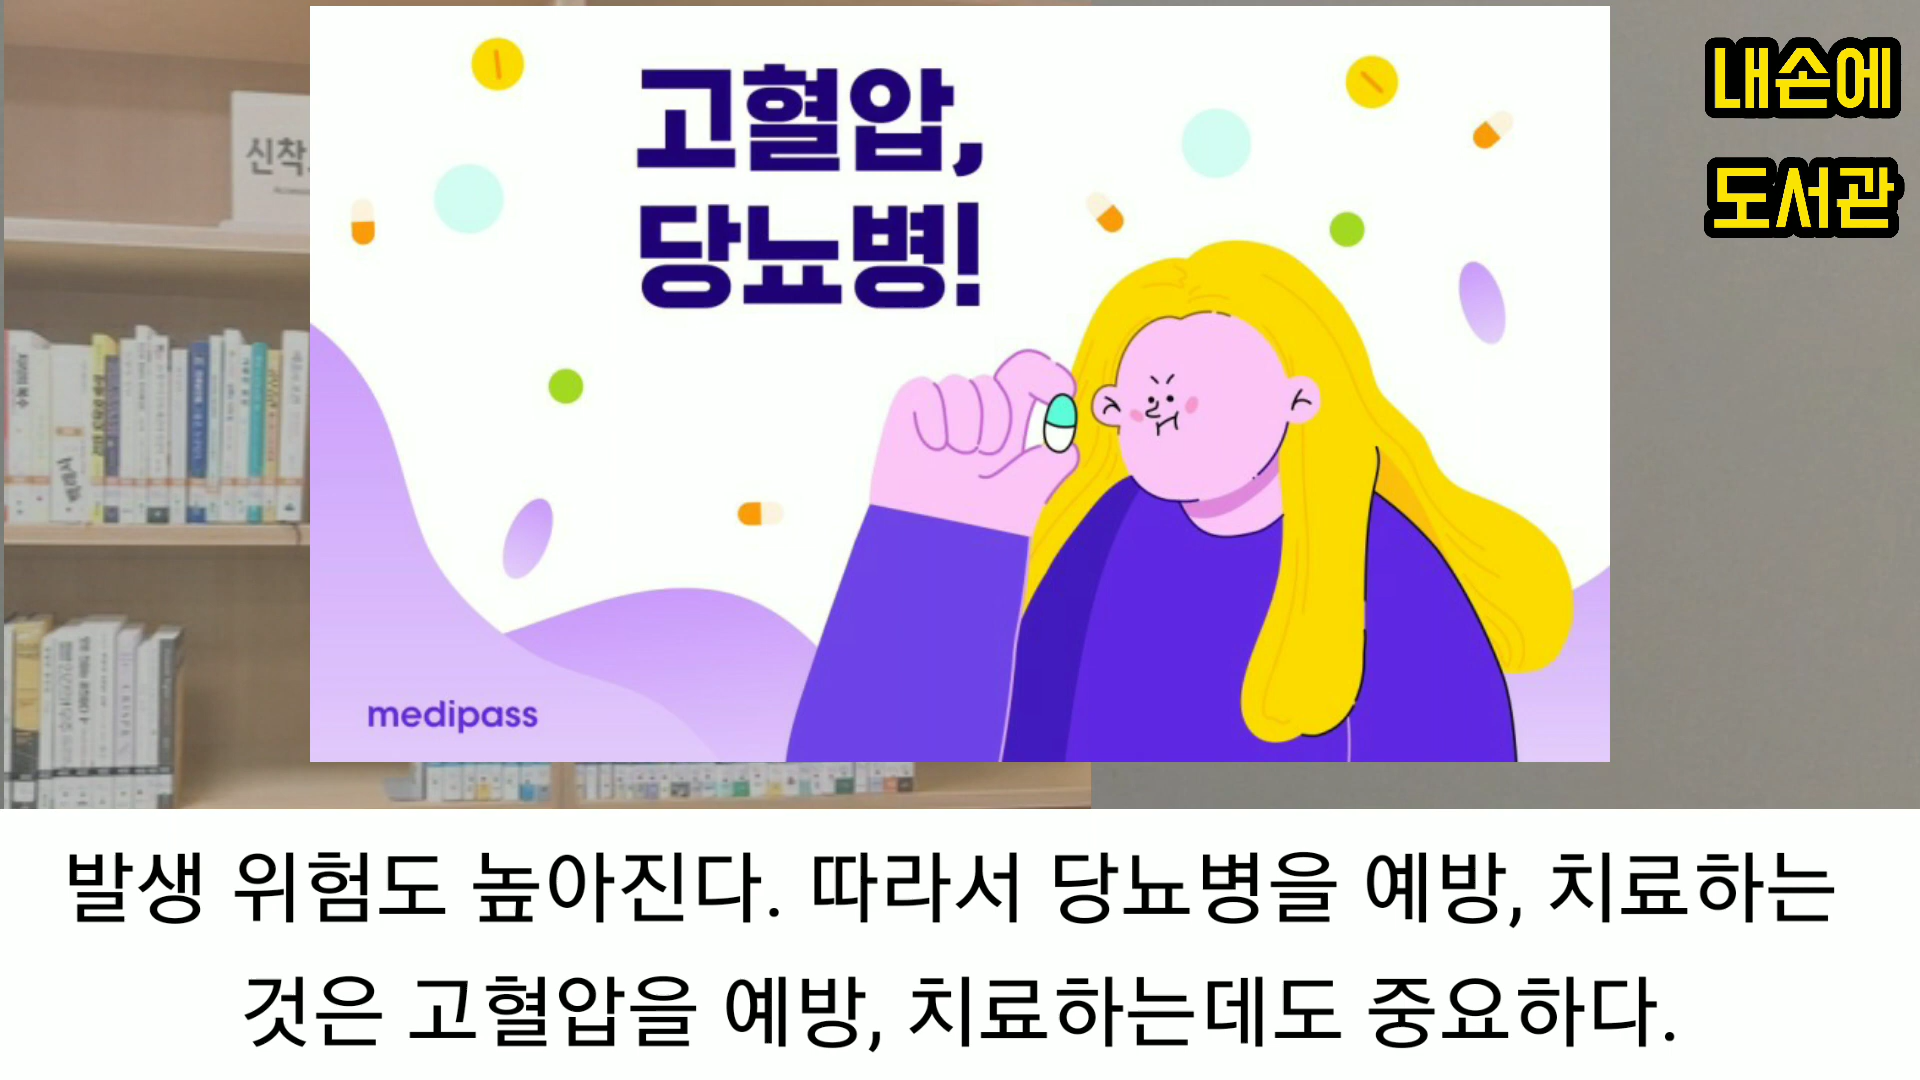 내손에
도서관
신착
고혈압,
당뇨병!
medipass
발생 위험도 높아진다. 따라서 당뇨병을 예방, 치료하는
것은 고혈압을 예방, 치료하는데도 중요하다.